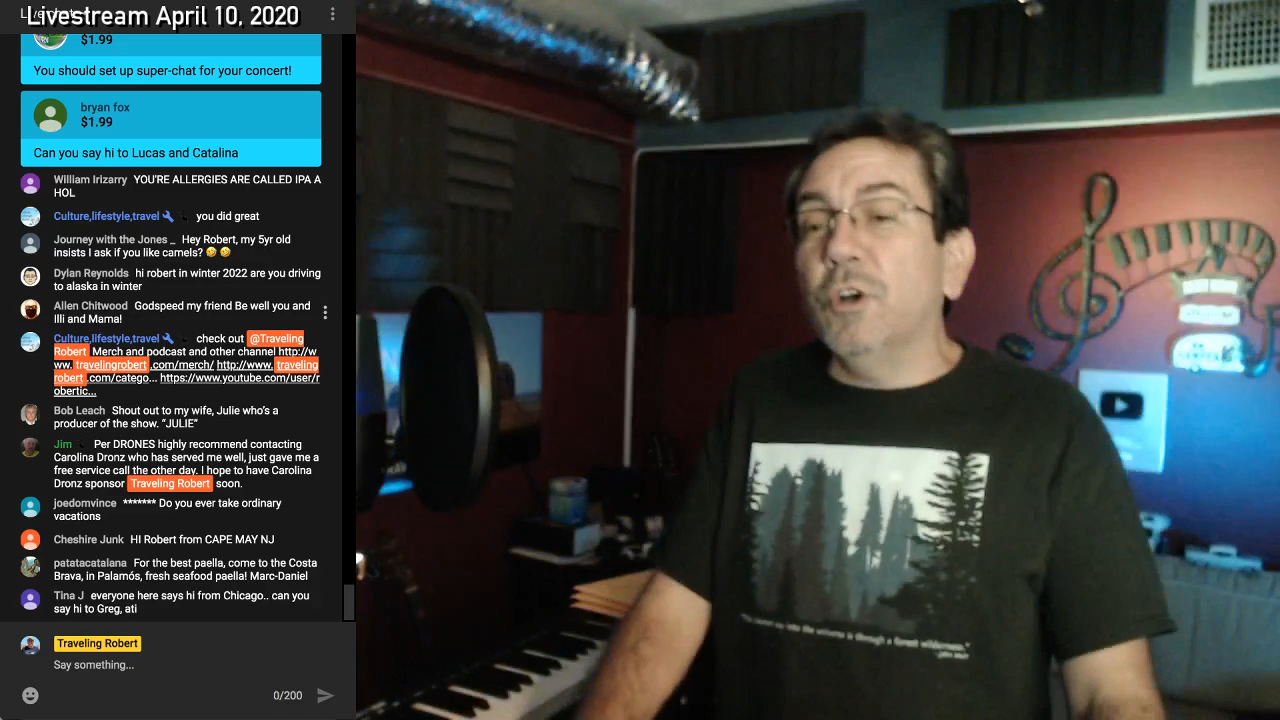 Livestream April 10, 2020
$1.99
You should set up super-chat for your concert!
bryan fox
$1.99
Can you say hi to Lucas and Catalina
William Irizarry YOU'RE ALLERGIES ARE CALLED IPA A
HOL
Culture,lifestyle,travel you did great
Journey with the Jones _ Hey Robert, my 5yr old
insists I ask if you like camels? 🤣 🤣
Dylan Reynolds hi robert in winter 2022 are you driving
to alaska in winter
Allen Chitwood Godspeed my friend Be well you and
Illi and Mama!
Culture,lifestyle,travel check out @Traveling
Robert Merch and podcast and other channel http://w
ww. travelingrobert .com/merch/ http://www. traveling
robert .com/catego... https://www.youtube.com/user/r
obertic...
Bob Leach Shout out to my wife, Julie who's a
producer of the show. "JULIE"
Jim Per DRONES highly recommend contacting
Carolina Dronz who has served me well, just gave me a
free service call the other day. I hope to have Carolina
Dronz sponsor Traveling Robert soon.
joedomvince ******* Do you ever take ordinary
vacations
Cheshire Junk HI Robert from CAPE MAY NJ
patatacatalana For the best paella, come to the Costa
Brava, in Palamós, fresh seafood paella! Marc-Daniel
Tina J everyone here says hi from Chicago.. can you
say hi to Greg, ati
Traveling Robert
Say something...
0/200
into the universe is through a forest wilderness."